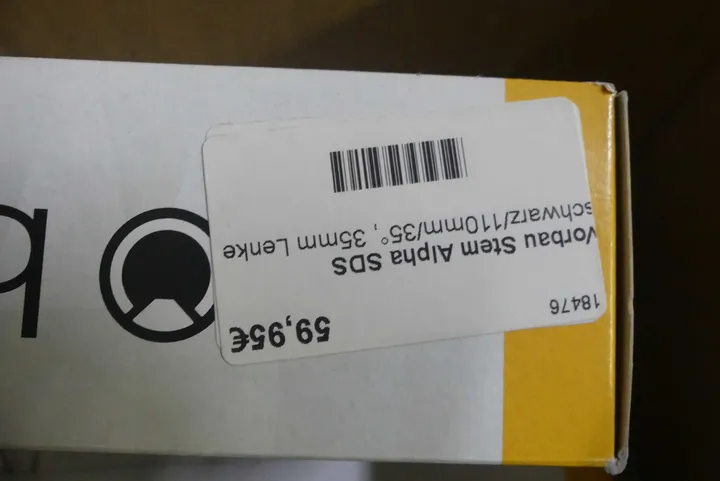 18476
59,95€
Vorbau Stem Alpha SDS
schwarz/110mm/35°, 35mm Lenke